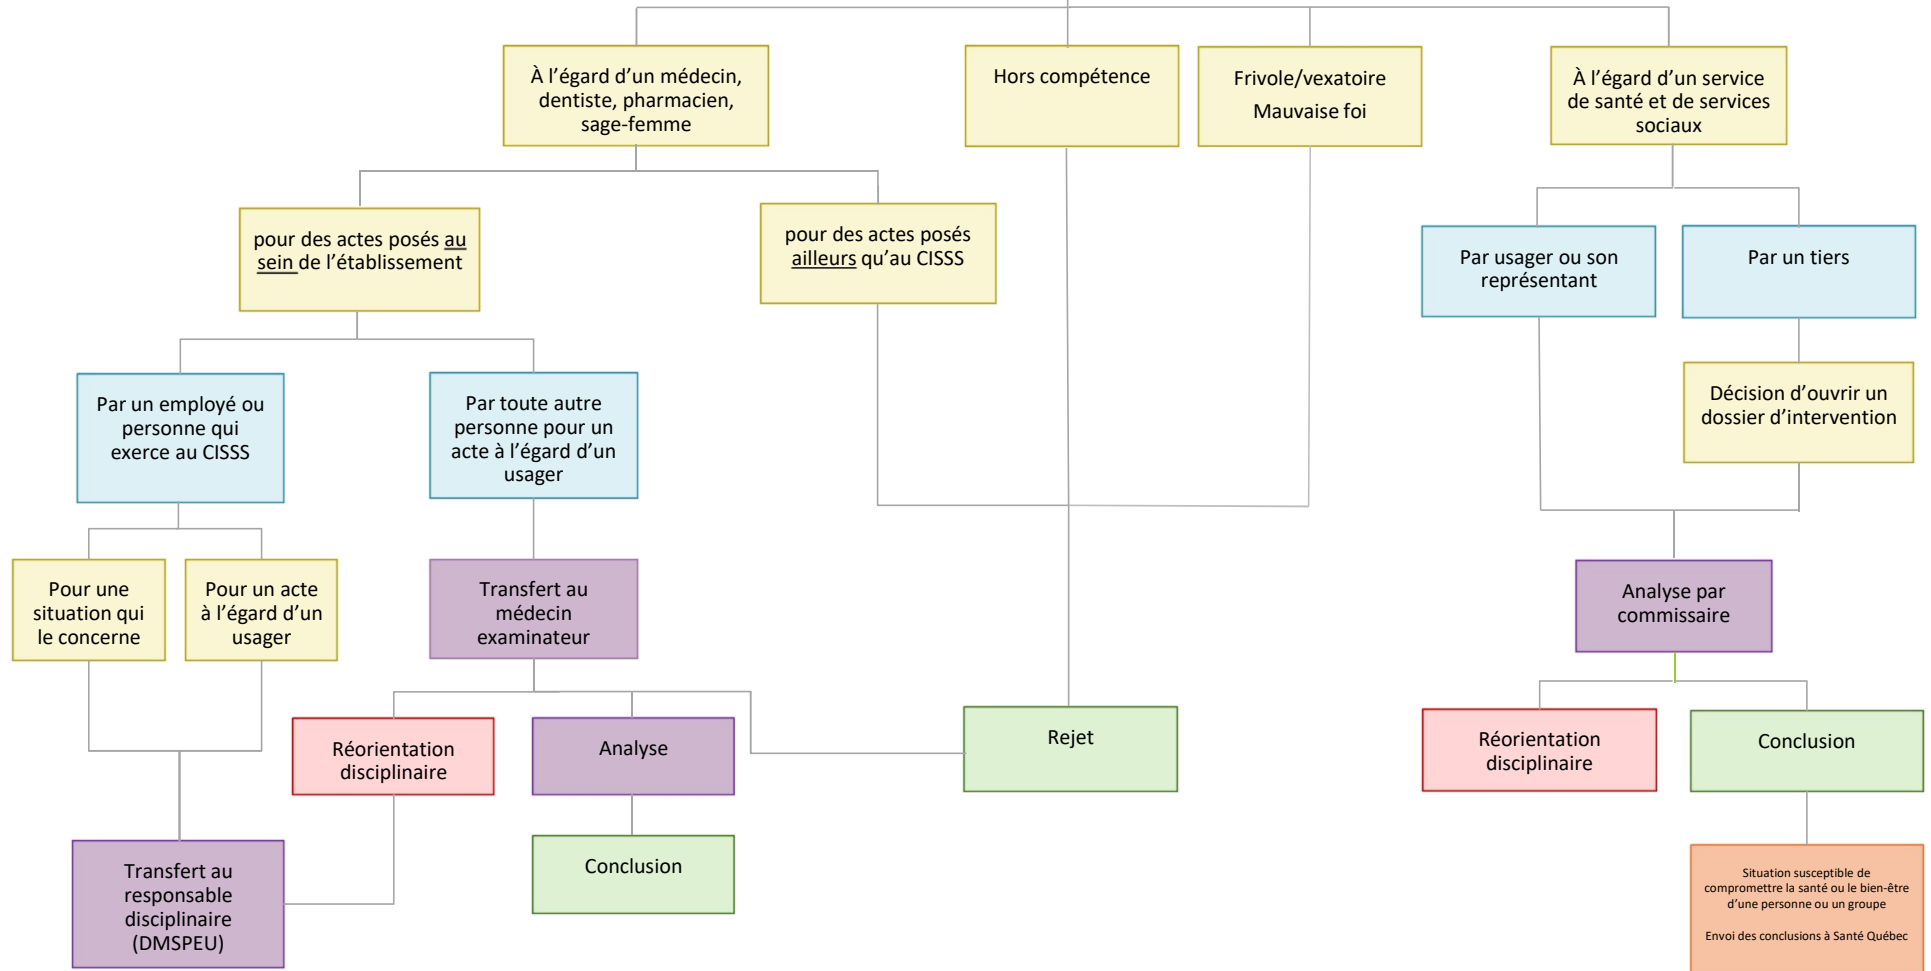 À l’égard d’un médecin,
dentiste, pharmacien,
sage-femme
Hors compétence
Frivole/vexatoire
Mauvaise foi
À l’égard d’un service
de santé et de services
sociaux
pour des actes posés au
sein de l’établissement
pour des actes posés
ailleurs qu’au CISSS
Par usager ou son
représentant
Par un tiers
Par un employé ou
personne qui
exerce au CISSS
Par toute autre
personne pour un
acte à l’égard d’un
usager
Décision d’ouvrir un
dossier d’intervention
Pour une
situation qui
le concerne
Pour un acte
à l’égard d’un
usager
Transfert au
médecin
examinateur
Analyse par
commissaire
Réorientation
disciplinaire
Analyse
Rejet
Réorientation
disciplinaire
Conclusion
Transfert au
responsable
disciplinaire
(DMSPEU)
Conclusion
Situation susceptible de
compromettre la santé ou le bien-être
d’une personne ou un groupe
Envoi des conclusions à Santé Québec